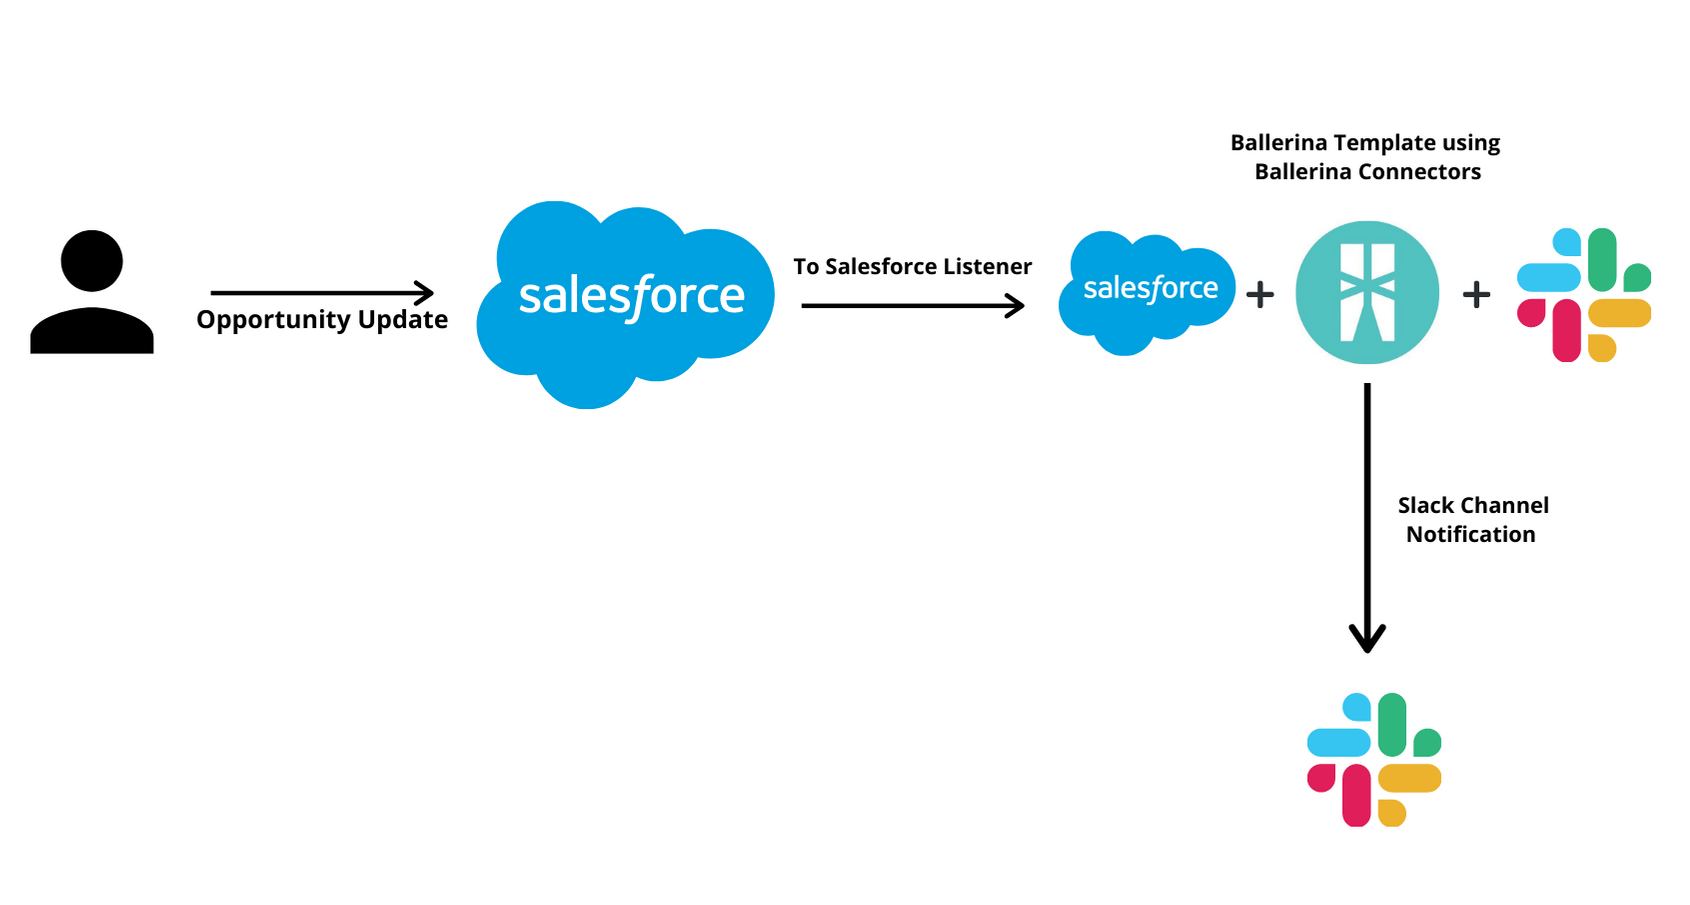 Ballerina Template using
Ballerina Connectors
Opportunity Update
salesforce
To Salesforce Listener
salesforce
Slack Channel
Notification